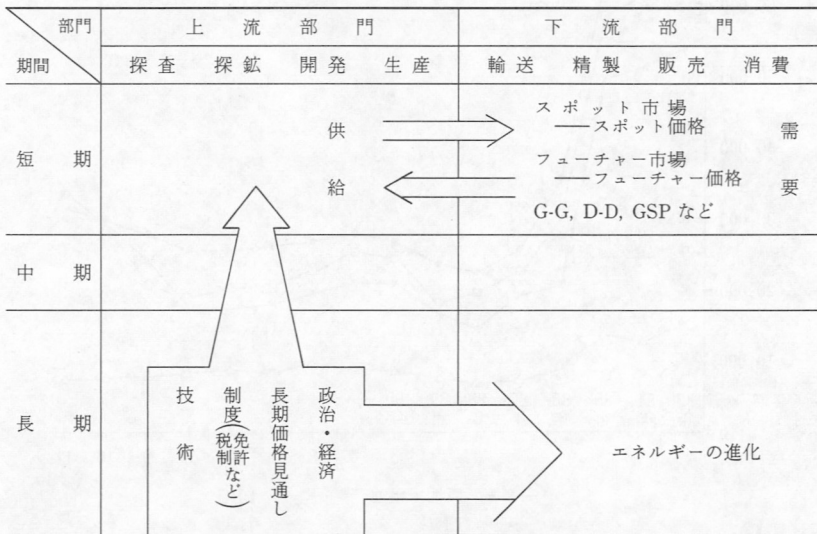 部門
期間
上流部門
下流部門
探査 探鉱 開発 生産
輸送 精製 販売 消費
短期
供給
スポット市場
――スポット価格
フューチャー市場
――フューチャー価格
G-G, D-D, GSP など
需要
中期
長期
技術
制度(免許税制など)
長期価格見通し
政治・経済
エネルギーの進化